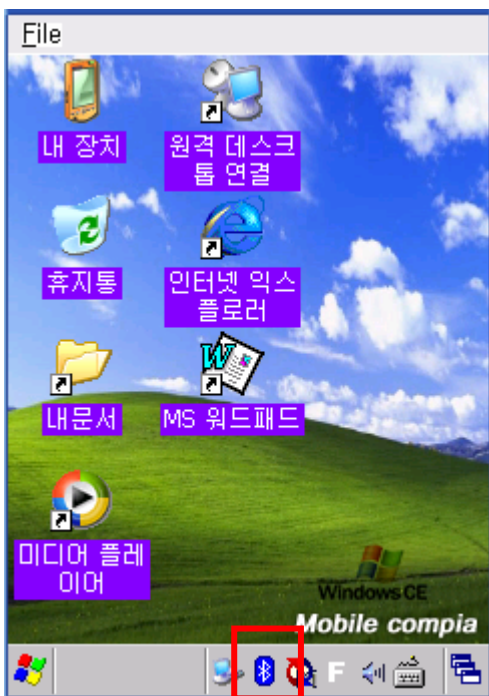 File
내 장치
원격 데스크
톱 연결
휴지통
인터넷 익스
플로러
내문서
MS 워드패드
미디어 플레
이어
Windows CE
Mobile compia
F